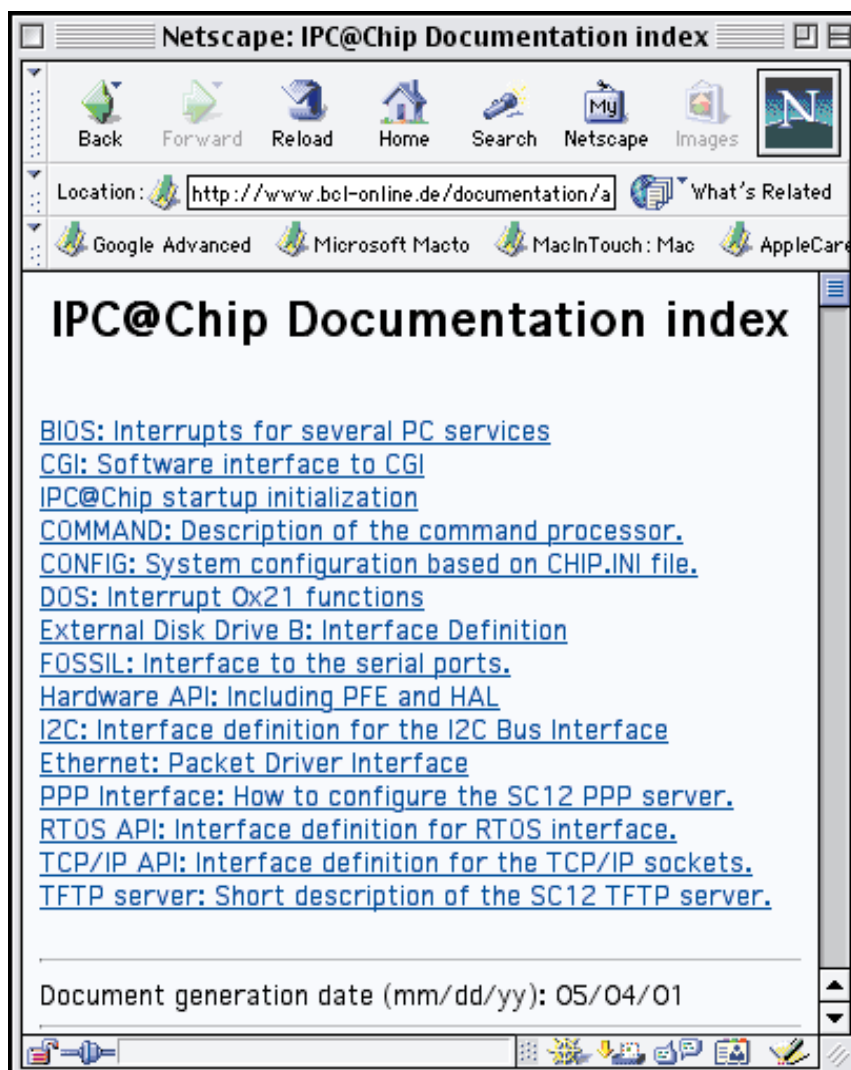 Netscape: IPC@Chip Documentation index
Back Forward Reload Home Search My Netscape Images N
Location: http://www.bcl-online.de/documentation/a What's Related
Google Advanced Microsoft Macto MacInTouch: Mac AppleCare
IPC@Chip Documentation index
BIOS: Interrupts for several PC services
CGI: Software interface to CGI
IPC@Chip startup initialization
COMMAND: Description of the command processor.
CONFIG: System configuration based on CHIP.INI file.
DOS: Interrupt 0x21 functions
External Disk Drive B: Interface Definition
FOSSIL: Interface to the serial ports.
Hardware API: Including PFE and HAL
I2C: Interface definition for the I2C Bus Interface
Ethernet: Packet Driver Interface
PPP Interface: How to configure the SC12 PPP server.
RTOS API: Interface definition for RTOS interface.
TCP/IP API: Interface definition for the TCP/IP sockets.
TFTP server: Short description of the SC12 TFTP server.
Document generation date (mm/dd/yy): 05/04/01